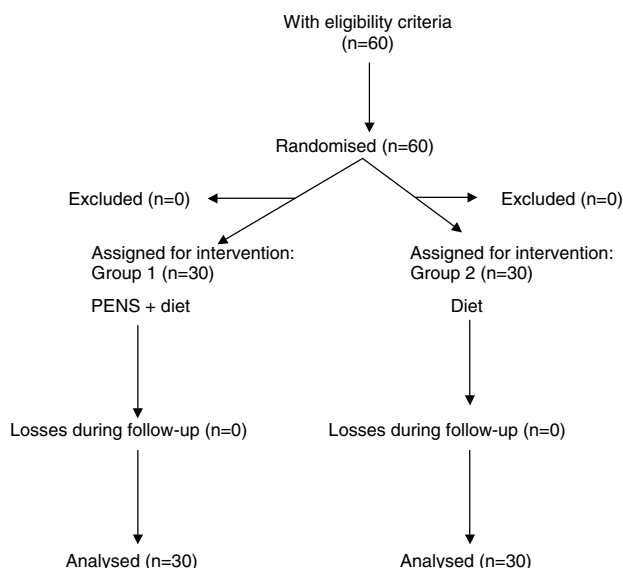 With eligibility criteria
(n=60)
Randomised (n=60)
Excluded (n=0)
Excluded (n=0)
Assigned for intervention:
Group 1 (n=30)
PENS + diet
Assigned for intervention:
Group 2 (n=30)
Diet
Losses during follow-up (n=0)
Losses during follow-up (n=0)
Analysed (n=30)
Analysed (n=30)